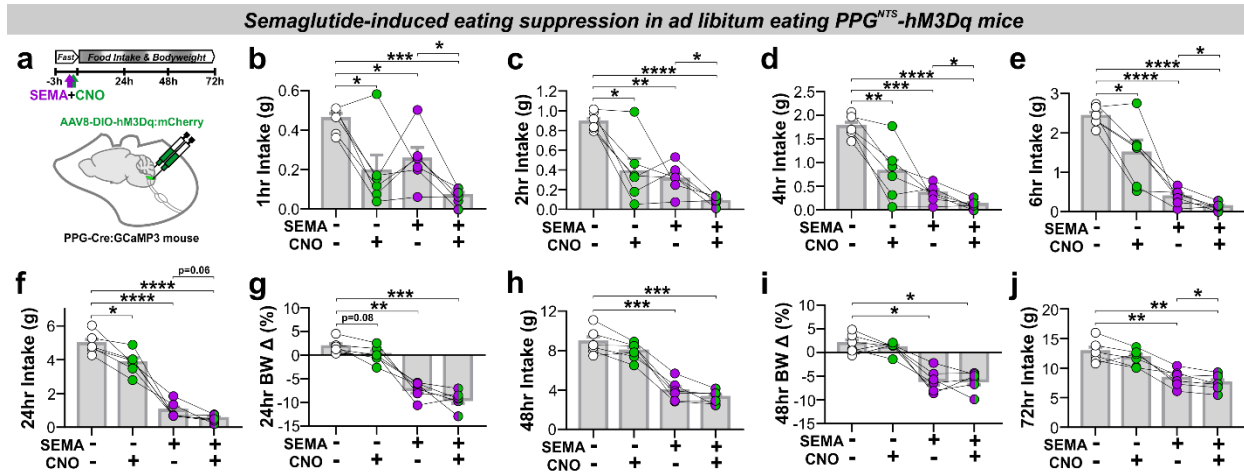 Semaglutide-induced eating suppression in ad libitum eating PPG^NTS-hM3Dq mice
a
Fast Food Intake & Bodyweight
-3h 24h 48h 72h
SEMA+CNO
AAV8-DIO-hM3Dq:mCherry
PPG-Cre:GCaMP3 mouse
b
***
*
*
*
1hr Intake (g)
0.6
0.4
0.2
0.0
SEMA - - + +
CNO - + - +
c
*
****
**
*
2hr Intake (g)
1.2
1.0
0.8
0.6
0.4
0.2
0.0
SEMA - - + +
CNO - + - +
d
*
****
***
**
4hr Intake (g)
2.5
2.0
1.5
1.0
0.5
0.0
SEMA - - + +
CNO - + - +
e
*
****
****
*
6hr Intake (g)
3
2
1
0
SEMA - - + +
CNO - + - +
f
p=0.06
****
****
*
24hr Intake (g)
6
4
2
0
SEMA - - + +
CNO - + - +
g
***
**
p=0.08
24hr BW Δ (%)
5
0
-5
-10
-15
SEMA - - + +
CNO - + - +
h
***
***
48hr Intake (g)
15
10
5
0
SEMA - - + +
CNO - + - +
i
*
*
48hr BW Δ (%)
10
5
0
-5
-10
-15
SEMA - - + +
CNO - + - +
j
*
**
**
72hr Intake (g)
20
15
10
5
0
SEMA - - + +
CNO - + - +